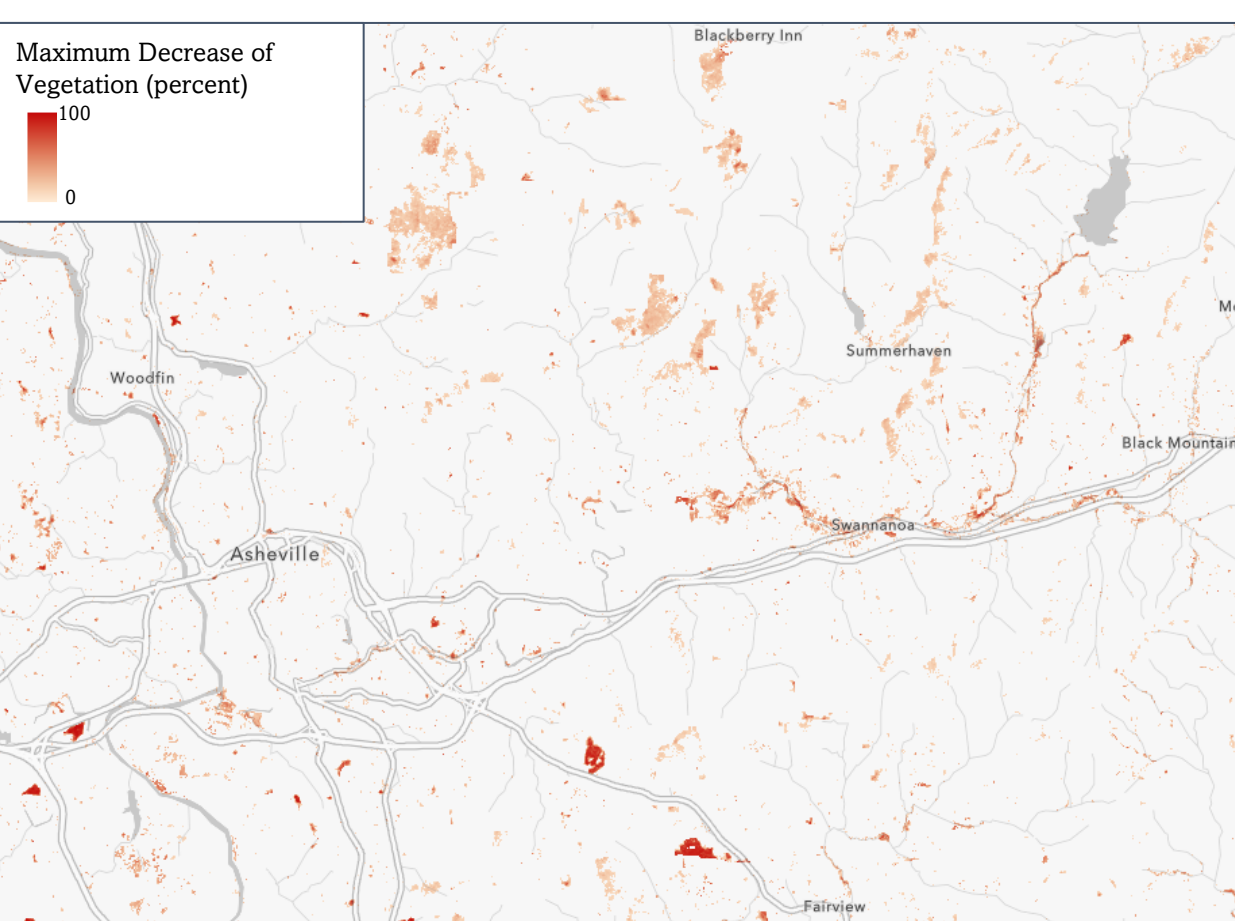 Blackberry Inn
Maximum Decrease of
Vegetation (percent)
100
0
Summerhaven
Woodfin
Black Mountain
Swannanoa
Asheville
Fairview